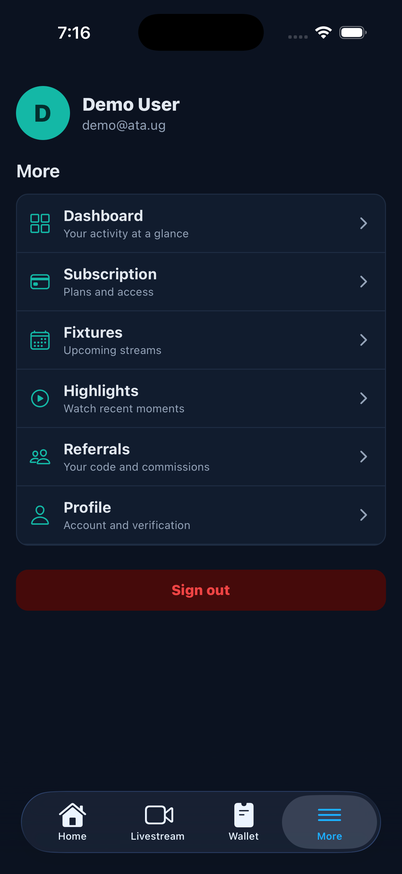 7:16
D
Demo User
demo@ata.ug
More
Dashboard
Your activity at a glance
Subscription
Plans and access
Fixtures
Upcoming streams
Highlights
Watch recent moments
Referrals
Your code and commissions
Profile
Account and verification
Sign out
Home
Livestream
Wallet
More